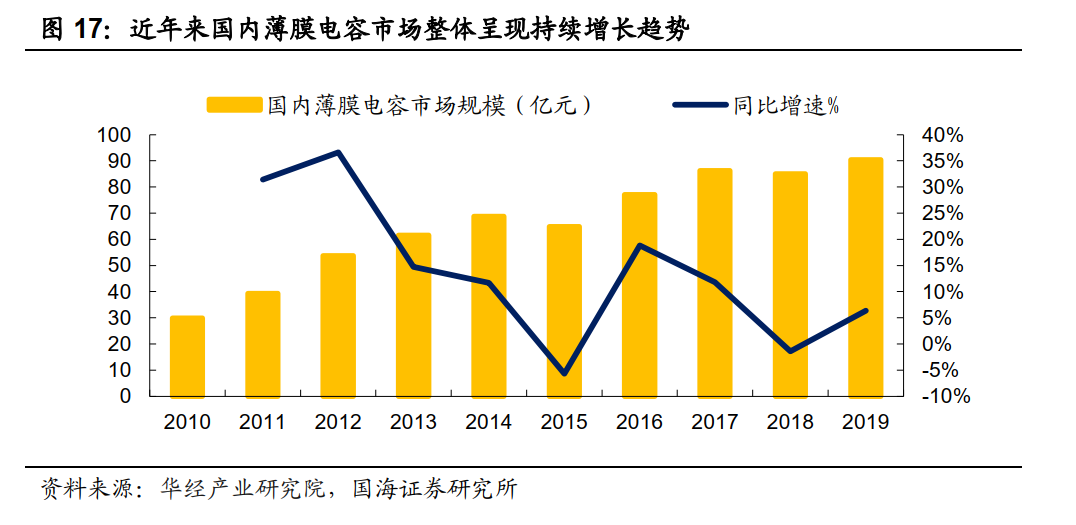 图 17：近年来国内薄膜电容市场整体呈现持续增长趋势
国内薄膜电容市场规模（亿元） 同比增速%
100 40%
90 35%
80 30%
70 25%
60 20%
50 15%
40 10%
30 5%
20 0%
10 -5%
0 -10%
2010 2011 2012 2013 2014 2015 2016 2017 2018 2019
资料来源：华经产业研究院，国海证券研究所